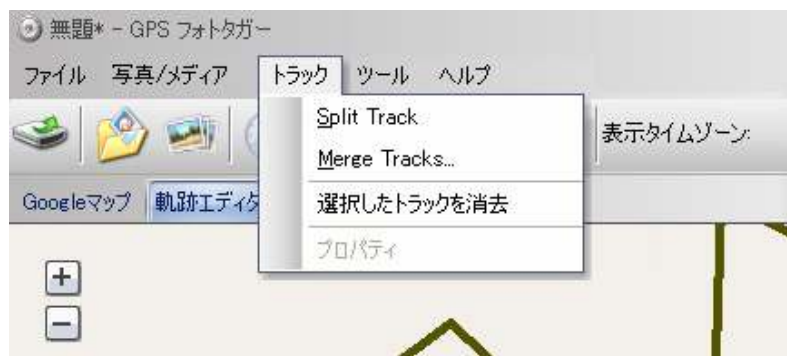 無題* - GPS フォトタガー
ファイル 写真/メディア トラック ツール ヘルプ
Split Track
Merge Tracks...
表示タイムゾーン:
Googleマップ 軌跡エディタ
選択したトラックを消去
プロパティ